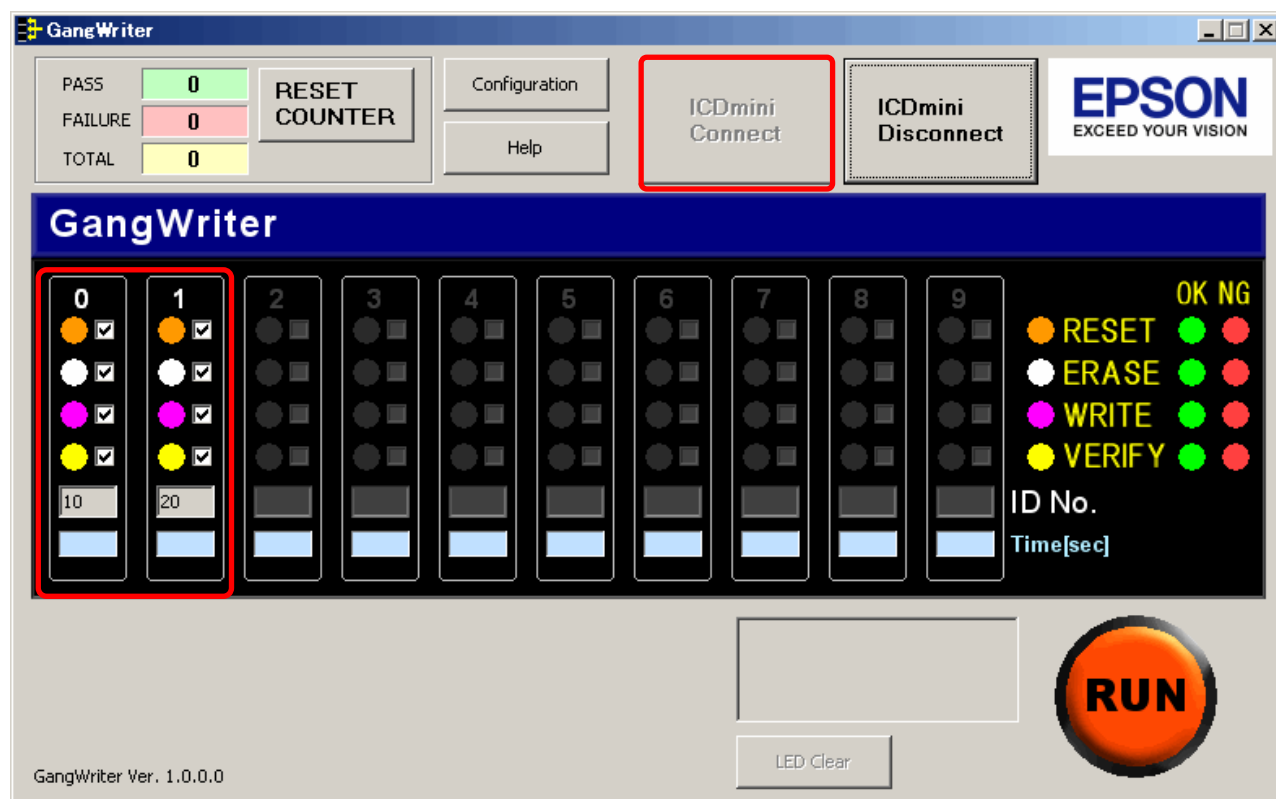 GangWriter
PASS 0
FAILURE 0
TOTAL 0
RESET
COUNTER
Configuration
Help
ICDmini
Connect
ICDmini
Disconnect
EPSON
EXCEED YOUR VISION
GangWriter
0 1 2 3 4 5 6 7 8 9
OK NG
RESET
ERASE
WRITE
VERIFY
10 20
ID No.
Time[sec]
RUN
LED Clear
GangWriter Ver. 1.0.0.0